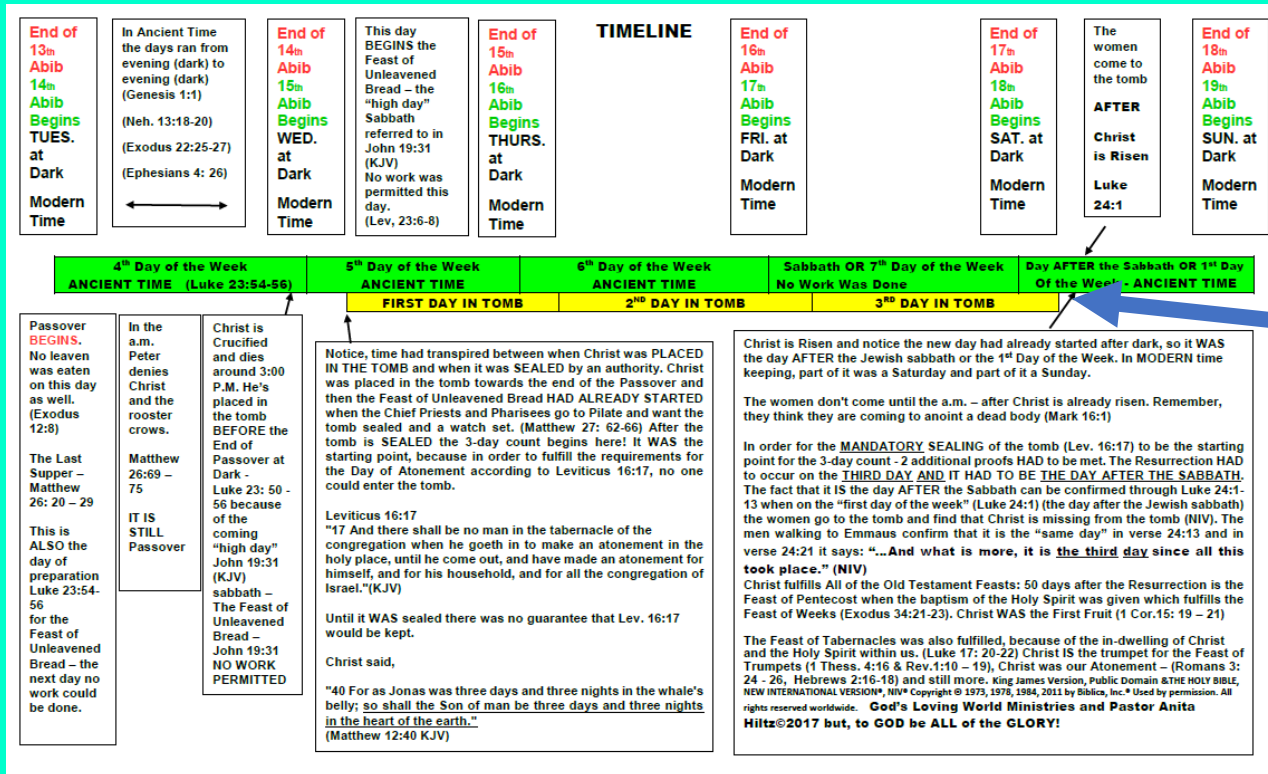 TIMELINE
End of
13th
Abib
14th
Abib
Begins
TUES.
at
Dark
Modern
Time
In Ancient Time
the days ran from
evening (dark) to
evening (dark)
(Genesis 1:1)
(Neh. 13:18-20)
(Exodus 22:25-27)
(Ephesians 4: 26)
End of
14th
Abib
15th
Abib
Begins
WED.
at
Dark
Modern
Time
This day
BEGINS the
Feast of
Unleavened
Bread – the
“high day”
Sabbath
referred to in
John 19:31
(KJV)
No work was
permitted this
day.
(Lev, 23:6-8)
End of
15th
Abib
16th
Abib
Begins
THURS.
at
Dark
Modern
Time
End of
16th
Abib
17th
Abib
Begins
FRI. at
Dark
Modern
Time
End of
17th
Abib
18th
Abib
Begins
SAT. at
Dark
Modern
Time
The
women
come to
the tomb
AFTER
Christ
is Risen
Luke
24:1
End of
18th
Abib
19th
Abib
Begins
SUN. at
Dark
Modern
Time
4th Day of the Week
ANCIENT TIME (Luke 23:54-56)
5th Day of the Week
ANCIENT TIME
6th Day of the Week
ANCIENT TIME
Sabbath OR 7th Day of the Week
No Work Was Done
Day AFTER the Sabbath OR 1st Day
Of the Week - ANCIENT TIME
FIRST DAY IN TOMB
2ND DAY IN TOMB
3RD DAY IN TOMB
Passover
BEGINS.
No leaven
was eaten
on this day
as well.
(Exodus
12:8)
The Last
Supper –
Matthew
26: 20 – 29
This is
ALSO the
day of
preparation
Luke 23:54-
56
for the
Feast of
Unleavened
Bread – the
next day no
work could
be done.
In the
a.m.
Peter
denies
Christ
and the
rooster
crows.
Matthew
26:69 –
75
IT IS
STILL
Passover
Christ is
Crucified
and dies
around 3:00
P.M. He’s
placed in
the tomb
BEFORE the
End of
Passover at
Dark -
Luke 23: 50 -
56 because
of the
coming
“high day”
John 19:31
(KJV)
sabbath –
The Feast of
Unleavened
Bread –
John 19:31
NO WORK
PERMITTED
Notice, time had transpired between when Christ was PLACED
IN THE TOMB and when it was SEALED by an authority. Christ
was placed in the tomb towards the end of the Passover and
then the Feast of Unleavened Bread HAD ALREADY STARTED
when the Chief Priests and Pharisees go to Pilate and want the
tomb sealed and a watch set. (Matthew 27: 62-66) After the
tomb is SEALED the 3-day count begins here! It WAS the
starting point, because in order to fulfill the requirements for
the Day of Atonement according to Leviticus 16:17, no one
could enter the tomb.
Leviticus 16:17
"17 And there shall be no man in the tabernacle of the
congregation when he goeth in to make an atonement in the
holy place, until he come out, and have made an atonement for
himself, and for his household, and for all the congregation of
Israel."(KJV)
Until it WAS sealed there was no guarantee that Lev. 16:17
would be kept.
Christ said,
"40 For as Jonas was three days and three nights in the whale's
belly; so shall the Son of man be three days and three nights
in the heart of the earth."
(Matthew 12:40 KJV)
Christ is Risen and notice the new day had already started after dark, so it WAS
the day AFTER the Jewish sabbath or the 1st Day of the Week. In MODERN time
keeping, part of it was a Saturday and part of it a Sunday.
The women don't come until the a.m. – after Christ is already risen. Remember,
they think they are coming to anoint a dead body (Mark 16:1)
In order for the MANDATORY SEALING of the tomb (Lev. 16:17) to be the starting
point for the 3-day count - 2 additional proofs HAD to be met. The Resurrection HAD
to occur on the THIRD DAY AND IT HAD TO BE THE DAY AFTER THE SABBATH.
The fact that it IS the day AFTER the Sabbath can be confirmed through Luke 24:1-
13 when on the “first day of the week” (Luke 24:1) (the day after the Jewish sabbath)
the women go to the tomb and find that Christ is missing from the tomb (NIV). The
men walking to Emmaus confirm that it is the “same day” in verse 24:13 and in
verse 24:21 it says: “...And what is more, it is the third day since all this
took place.” (NIV)
Christ fulfills All of the Old Testament Feasts: 50 days after the Resurrection is the
Feast of Pentecost when the baptism of the Holy Spirit was given which fulfills the
Feast of Weeks (Exodus 34:21-23). Christ WAS the First Fruit (1 Cor.15: 19 – 21)
The Feast of Tabernacles was also fulfilled, because of the in-dwelling of Christ
and the Holy Spirit within us. (Luke 17: 20-22) Christ IS the trumpet for the Feast of
Trumpets (1 Thess. 4:16 & Rev.1:10 – 19), Christ was our Atonement – (Romans 3:
24 - 26, Hebrews 2:16-18) and still more. King James Version, Public Domain &THE HOLY BIBLE,
NEW INTERNATIONAL VERSION®, NIV® Copyright © 1973, 1978, 1984, 2011 by Biblica, Inc.® Used by permission. All
rights reserved worldwide. God’s Loving World Ministries and Pastor Anita
Hiltz©2017 but, to GOD be ALL of the GLORY!